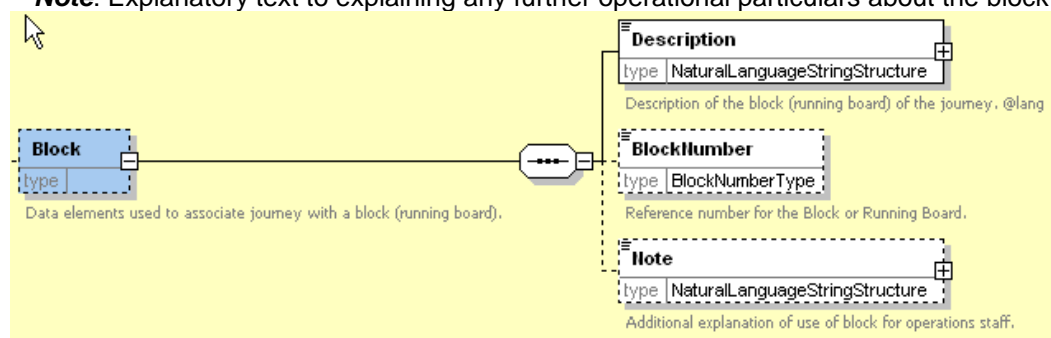 Note: Explanatory text to explaining any further operational particulars about the block
Description
type NaturalLanguageStringStructure
Description of the block (running board) of the journey. @lang
Block
type
Data elements used to associate journey with a block (running board).
BlockNumber
type BlockNumberType
Reference number for the Block or Running Board.
Note
type NaturalLanguageStringStructure
Additional explanation of use of block for operations staff.